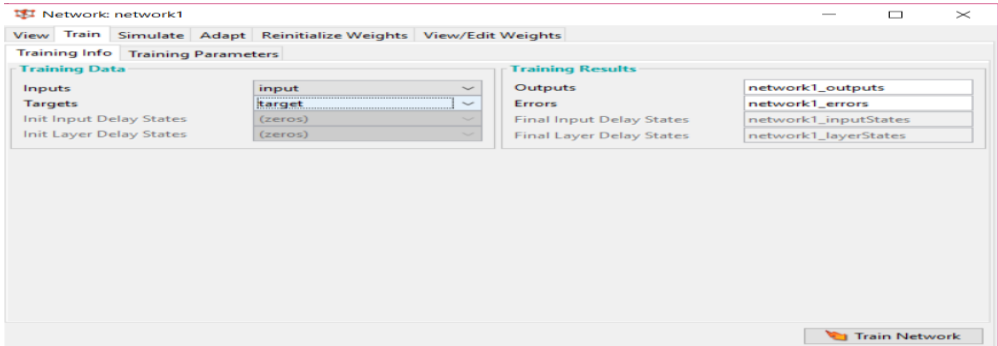 Network: network1
View Train Simulate Adapt Reinitialize Weights View/Edit Weights
Training Info Training Parameters
Training Data
Inputs input
Targets target
Init Input Delay States (zeros)
Init Layer Delay States (zeros)
Training Results
Outputs network1_outputs
Errors network1_errors
Final Input Delay States network1_inputStates
Final Layer Delay States network1_layerStates
Train Network